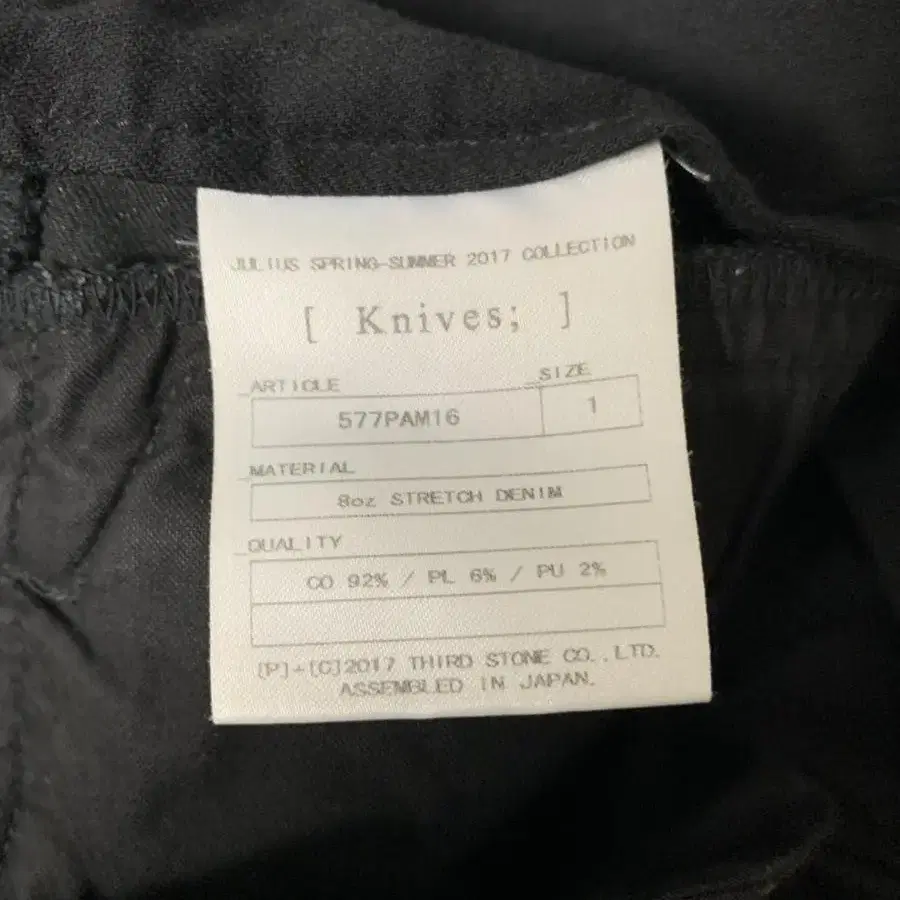 JULIUS SPRING-SUMMER 2017 COLLECTION
[ Knives; ]
_ARTICLE _SIZE
577PAM16 1
_MATERIAL
8oz STRETCH DENIM
_QUALITY
CO 92% / PL 6% / PU 2%
[P]+[C]2017 THIRD STONE CO.,LTD.
ASSEMBLED IN JAPAN.